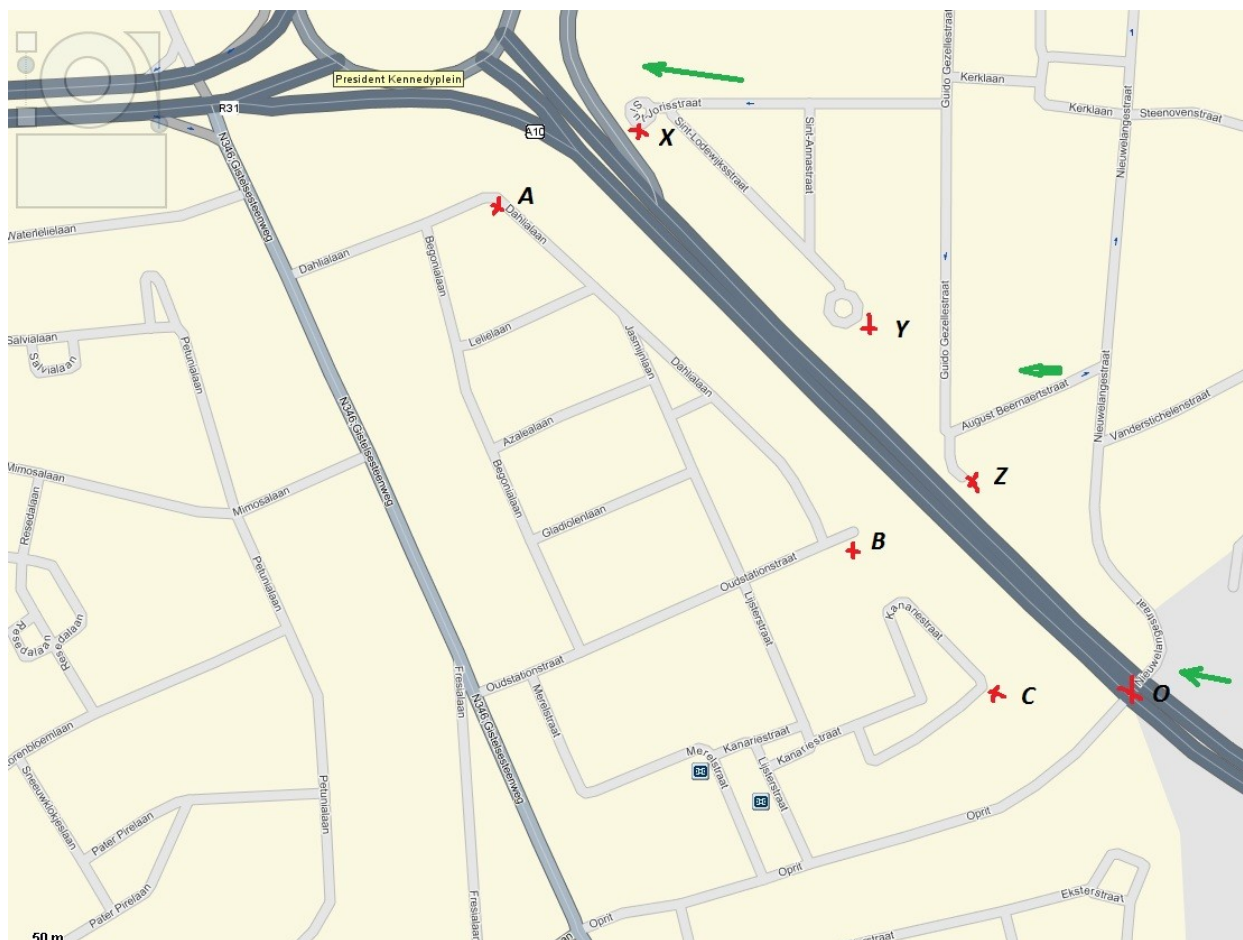 President Kennedyplein
R31
A10
N346;Gistelsesteenweg
Sint-Jorisstraat
Sint-Lodewijksstraat
Sint-Annastraat
Guido Gezellestraat
Kerklaan
Kerklaan
Steenovenstraat
Nieuwelangestraat
X
A
Waterlelielaan
Dahlialaan
Dahlialaan
Begonialaan
Lelielaan
Jasmijnlaan
Y
Salvialaan
Salvialaan
Petunialaan
Dahlialaan
Guido Gezellestraat
August Beernaertstraat
Nieuwelangestraat
Vanderstichelenstraat
N346;Gistelsesteenweg
Azalealaan
Begonialaan
Mimosalaan
Mimosalaan
Resedalaan
Z
Gladiolenlaan
B
Oudstationstraat
Petunialaan
Lijsterstraat
Kanariestraat
Resedalaan
Resedalaan
Nieuwelangestraat
Oudstationstraat
Fresialaan
Merelstraat
C
O
N346;Gistelsesteenweg
Kanariestraat
Merelstraat
Kanariestraat
Lijsterstraat
orenbloemlaan
Sneeuwklokjeslaan
Petunialaan
Pater Pirelaan
Oprit
Oprit
Pater Pirelaan
Fresialaan
Oprit
Eksterstraat
50 m